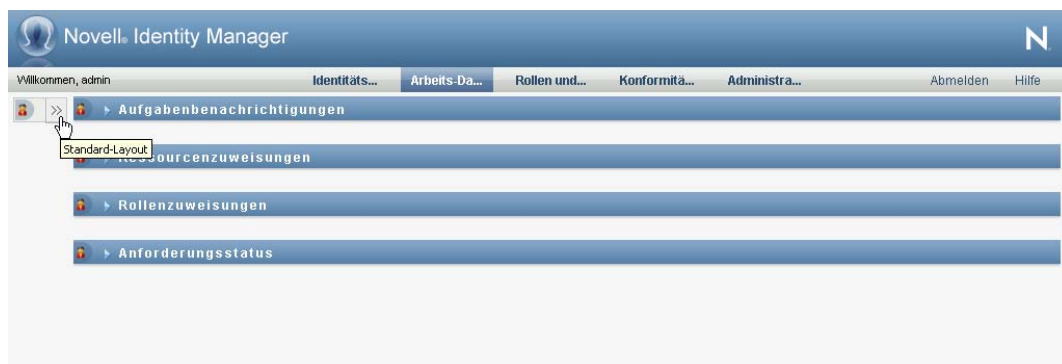 Novell® Identity Manager
N
Willkommen, admin Identitäts... Arbeits-Da... Rollen und... Konformitä... Administra... Abmelden Hilfe
Aufgabenbenachrichtigungen
Standard-Layout
Ressourcenzuweisungen
Rollenzuweisungen
Anforderungsstatus